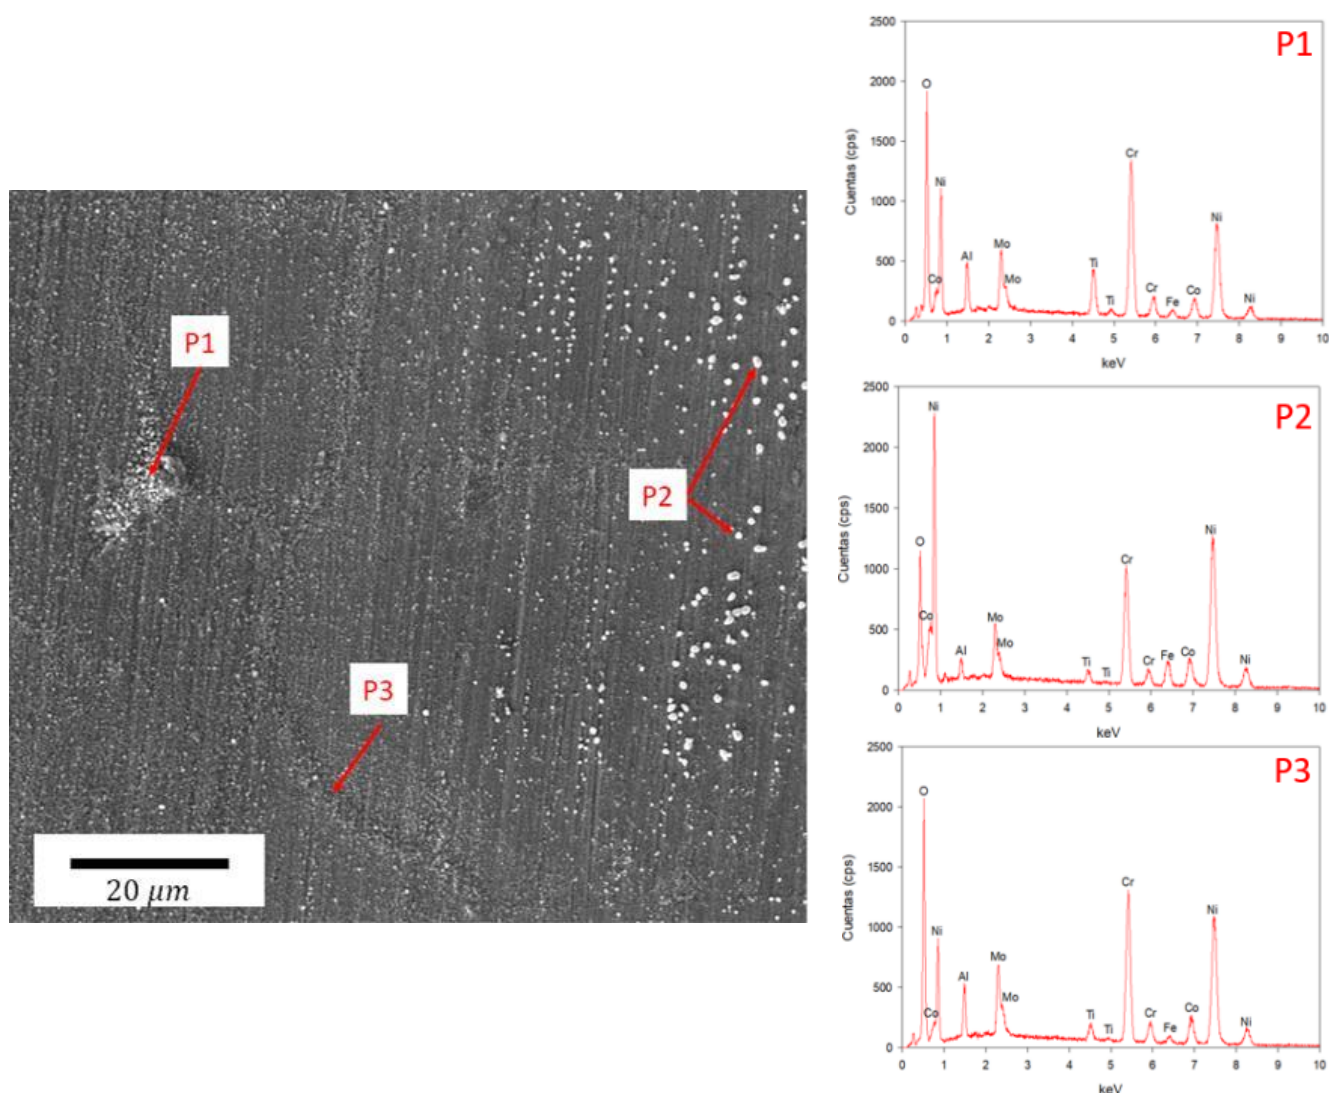 P1
P2
P3
20 μm
P1
2500
2000
1500
1000
500
0
Cuentas (cps)
O
Ni
Co
Al
Mo
Mo
Ti
Ti
Cr
Cr
Fe
Co
Ni
Ni
0 1 2 3 4 5 6 7 8 9 10
keV
P2
2500
2000
1500
1000
500
0
Cuentas (cps)
Ni
O
Co
Al
Mo
Mo
Ti
Ti
Cr
Cr
Fe
Co
Ni
Ni
0 1 2 3 4 5 6 7 8 9 10
keV
P3
2500
2000
1500
1000
500
0
Cuentas (cps)
O
Ni
Co
Al
Mo
Mo
Ti
Ti
Cr
Cr
Fe
Co
Ni
Ni
0 1 2 3 4 5 6 7 8 9 10
keV